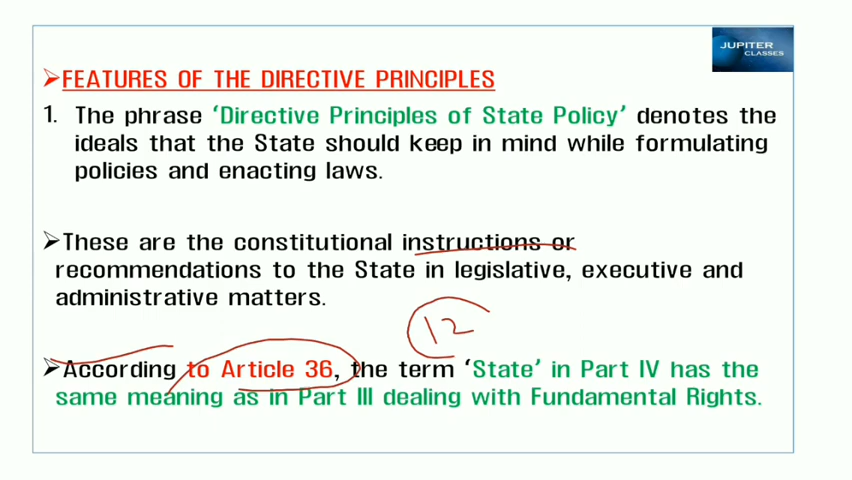 JUPITER
CLASSES
➢FEATURES OF THE DIRECTIVE PRINCIPLES
1. The phrase ‘Directive Principles of State Policy’ denotes the
ideals that the State should keep in mind while formulating
policies and enacting laws.
➢These are the constitutional instructions or
recommendations to the State in legislative, executive and
administrative matters.
12
➢According to Article 36, the term ‘State’ in Part IV has the
same meaning as in Part III dealing with Fundamental Rights.